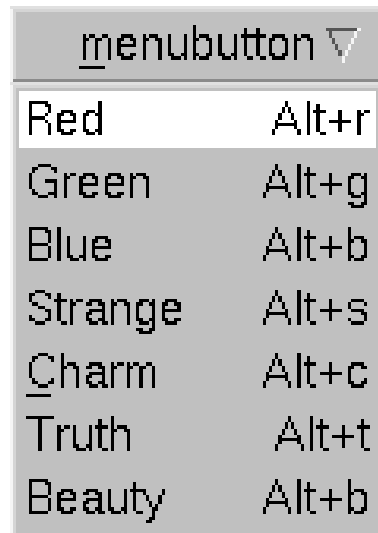 menubutton
Red Alt+r
Green Alt+g
Blue Alt+b
Strange Alt+s
Charm Alt+c
Truth Alt+t
Beauty Alt+b